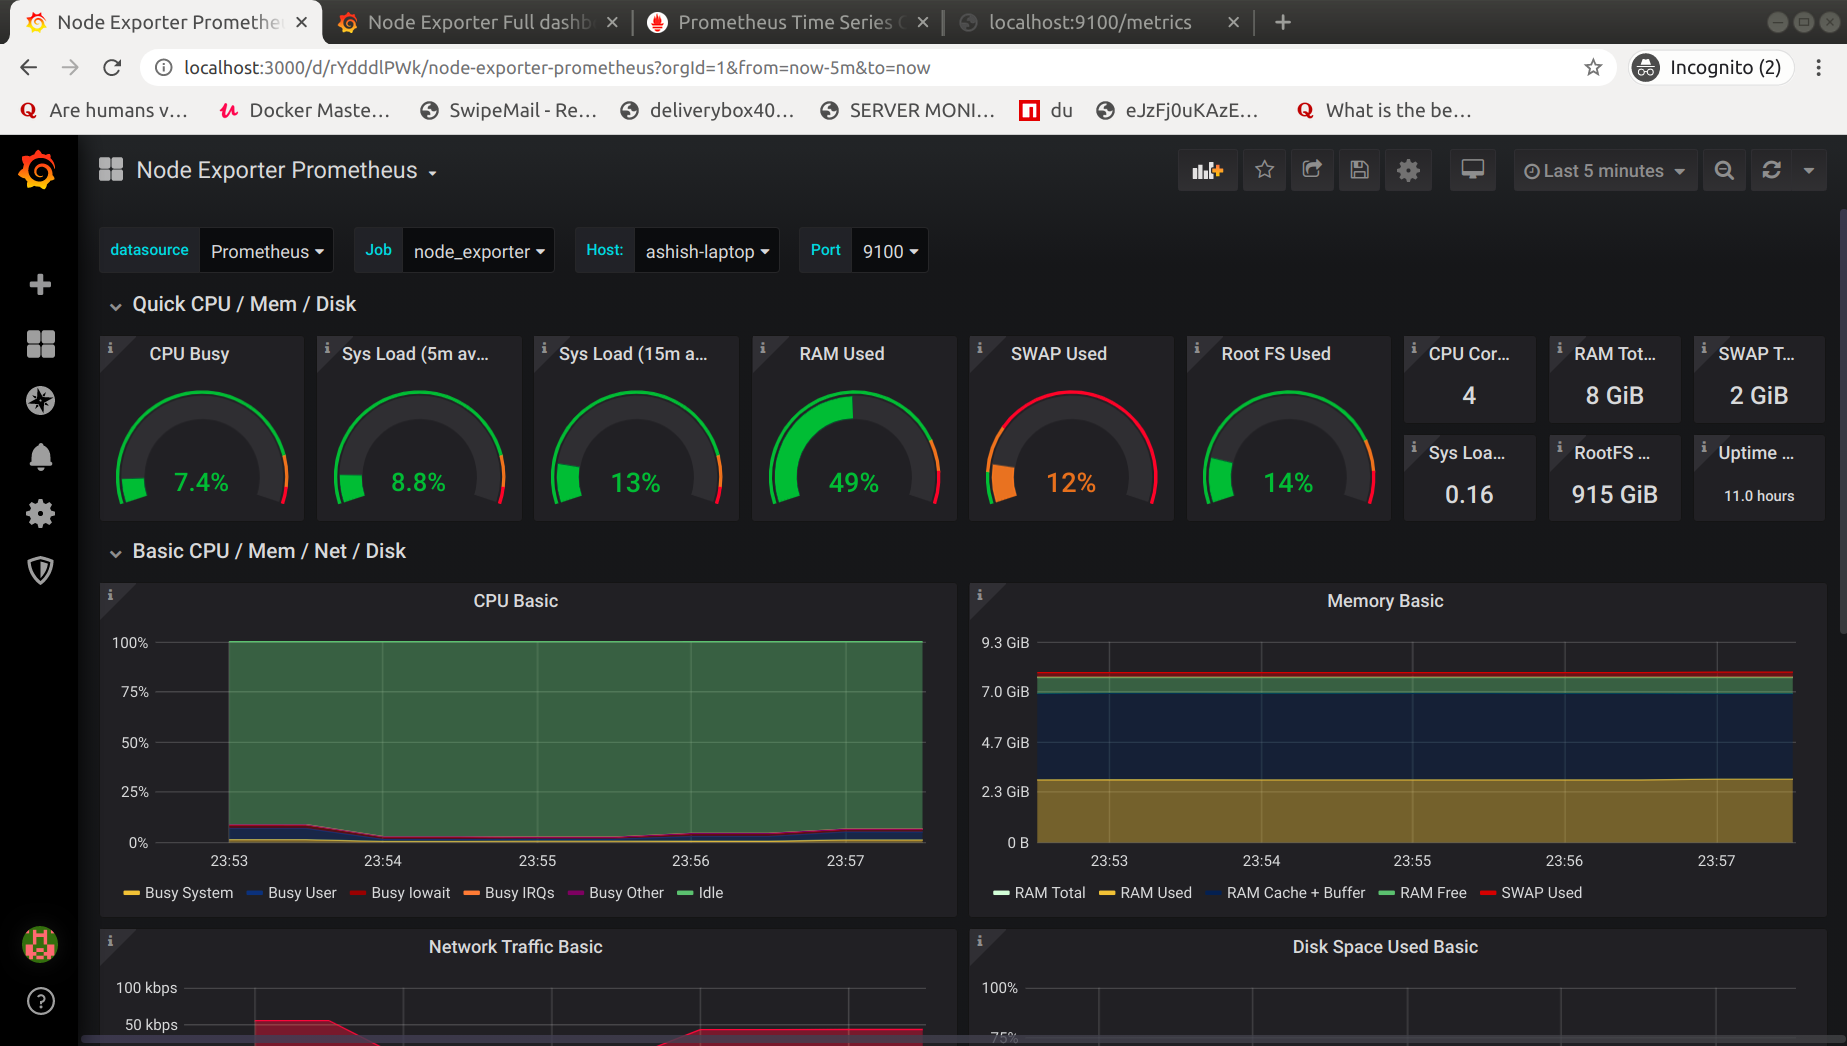 Node Exporter Promethe
Node Exporter Full dashb
Prometheus Time Series
localhost:9100/metrics
localhost:3000/d/rYdddlPWk/node-exporter-prometheus?orgId=1&from=now-5m&to=now
Incognito (2)
Are humans v...
Docker Maste...
SwipeMail - Re...
deliverybox40...
SERVER MONI...
du
eJzFj0uKAzE...
What is the be...
Node Exporter Prometheus
Last 5 minutes
datasource Prometheus
Job node_exporter
Host: ashish-laptop
Port 9100
Quick CPU / Mem / Disk
CPU Busy
7.4%
Sys Load (5m av...
8.8%
Sys Load (15m a...
13%
RAM Used
49%
SWAP Used
12%
Root FS Used
14%
CPU Cor...
4
RAM Tot...
8 GiB
SWAP T...
2 GiB
Sys Loa...
0.16
RootFS ...
915 GiB
Uptime ...
11.0 hours
Basic CPU / Mem / Net / Disk
CPU Basic
100%
75%
50%
25%
0%
23:53 23:54 23:55 23:56 23:57
Busy System Busy User Busy Iowait Busy IRQs Busy Other Idle
Memory Basic
9.3 GiB
7.0 GiB
4.7 GiB
2.3 GiB
0 B
23:53 23:54 23:55 23:56 23:57
RAM Total RAM Used RAM Cache + Buffer RAM Free SWAP Used
Network Traffic Basic
100 kbps
50 kbps
Disk Space Used Basic
100%
75%